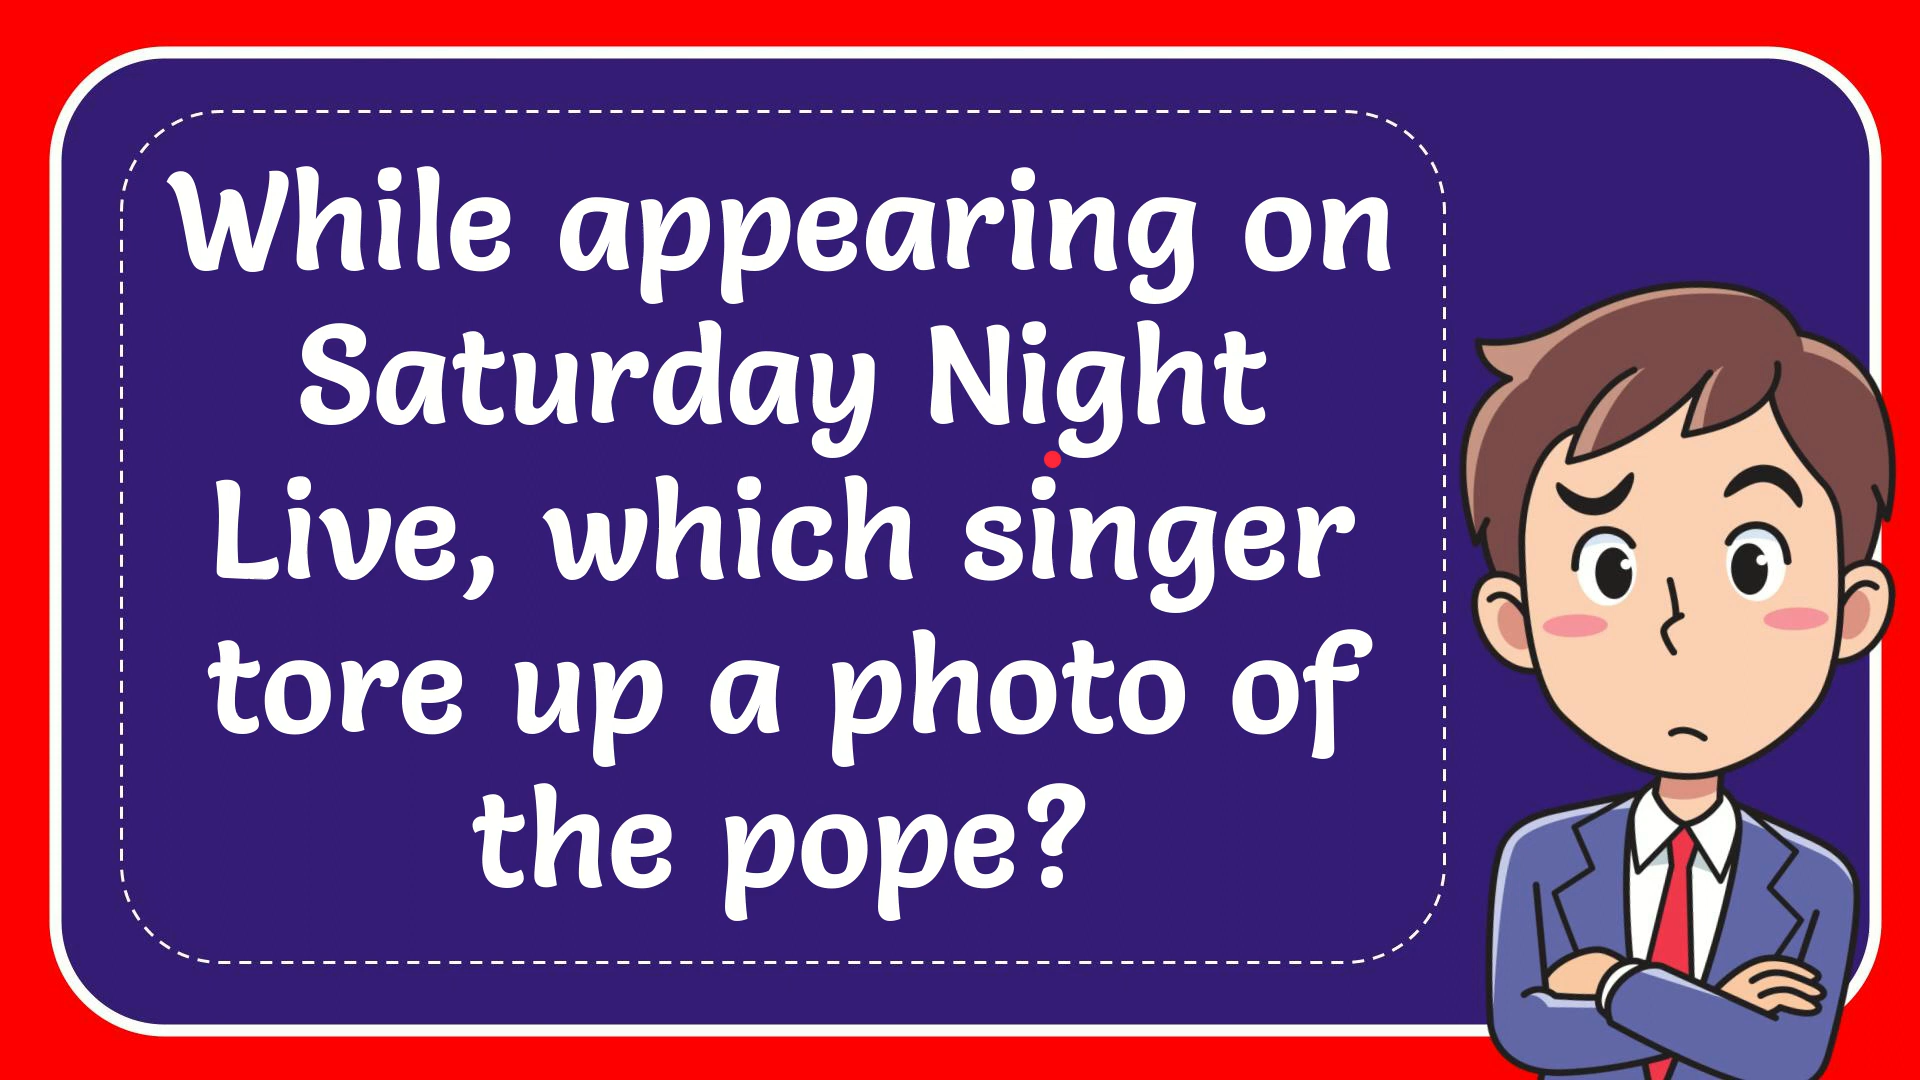 While appearing on
Saturday Night
Live, which singer
tore up a photo of
the pope?